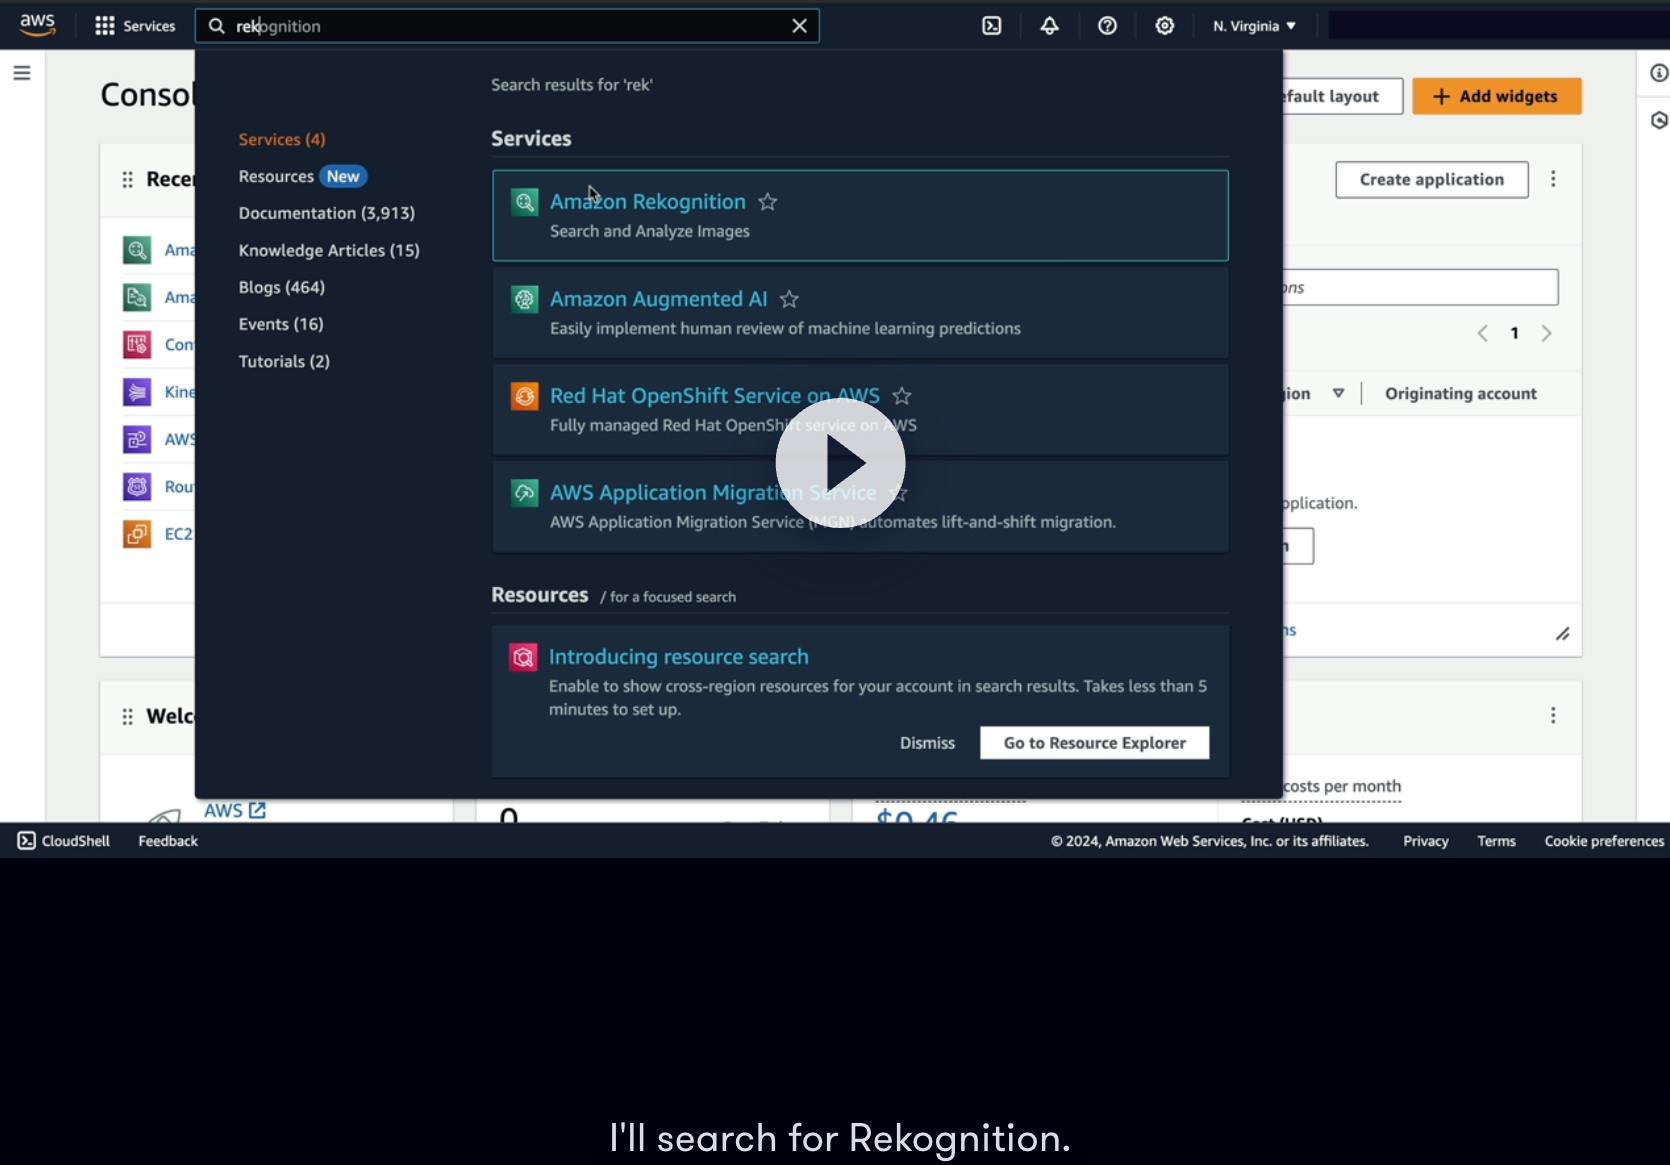 aws
Services
rekognition
N. Virginia
Search results for 'rek'
Services (4)
Resources New
Documentation (3,913)
Knowledge Articles (15)
Blogs (464)
Events (16)
Tutorials (2)
Services
Amazon Rekognition
Search and Analyze Images
Amazon Augmented AI
Easily implement human review of machine learning predictions
Red Hat OpenShift Service on AWS
Fully managed Red Hat OpenShift service on AWS
AWS Application Migration Service
AWS Application Migration Service (MGN) automates lift-and-shift migration.
Resources / for a focused search
Introducing resource search
Enable to show cross-region resources for your account in search results. Takes less than 5
minutes to set up.
Dismiss
Go to Resource Explorer
Consol
Recer
Ama
Ama
Con
Kine
AWS
Rou
EC2
Welc
AWS
0
$0.46
efault layout
+ Add widgets
Create application
ons
1
ion
Originating account
pplication.
n
ns
costs per month
Cost (USD)
CloudShell
Feedback
© 2024, Amazon Web Services, Inc. or its affiliates.
Privacy
Terms
Cookie preferences
I'll search for Rekognition.